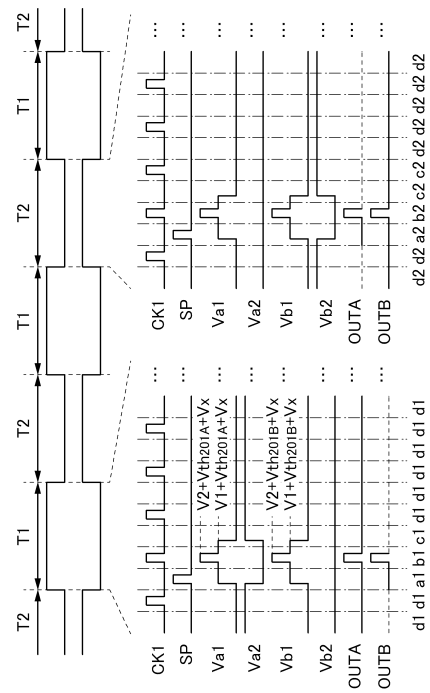 T2 T1 T2 T1 T2 T1 T2
CK1 ...
SP ...
Va1 V2+Vth201A+Vx ...
V1+Vth201A+Vx
Va2 ...
Vb1 V2+Vth201B+Vx ...
V1+Vth201B+Vx
Vb2 ...
OUTA ...
OUTB ...
d1 d1 a1 b1 c1 d1 d1 d1 d1 d1 d1
CK1 ...
SP ...
Va1 ...
Va2 ...
Vb1 ...
Vb2 ...
OUTA ...
OUTB ...
d2 d2 a2 b2 c2 c2 d2 d2 d2 d2 d2